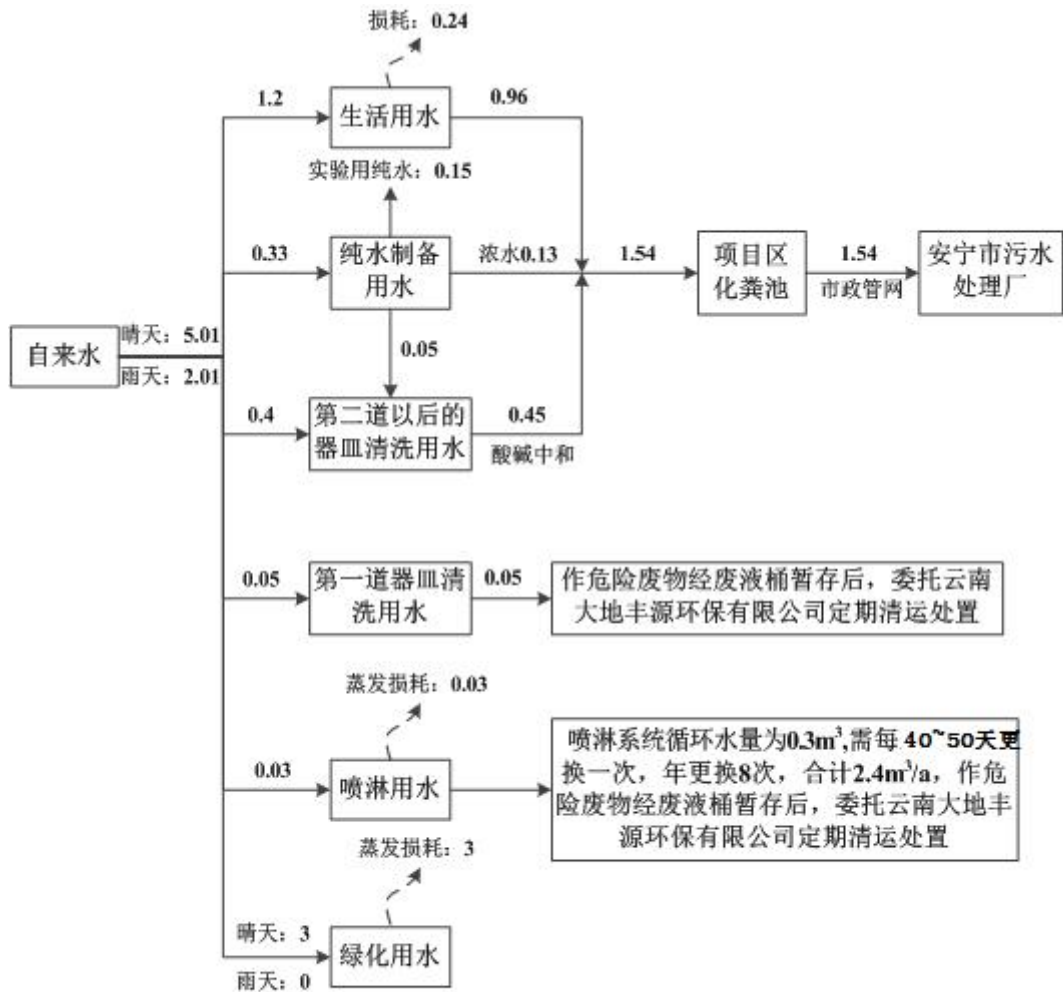 损耗：0.24
1.2
生活用水
0.96
实验用纯水：0.15
0.33
纯水制备
用水
浓水0.13
1.54
项目区
化粪池
1.54
市政管网
安宁市污水
处理厂
自来水
晴天：5.01
雨天：2.01
0.05
0.4
第二道以后的
器皿清洗用水
0.45
酸碱中和
0.05
第一道器皿清
洗用水
0.05
作危险废物经废液桶暂存后，委托云南
大地丰源环保有限公司定期清运处置
蒸发损耗：0.03
0.03
喷淋用水
喷淋系统循环水量为0.3m³,需每40~50天更
换一次，年更换8次，合计2.4m³/a，作危
险废物经废液桶暂存后，委托云南大地丰
源环保有限公司定期清运处置
蒸发损耗：3
晴天：3
雨天：0
绿化用水